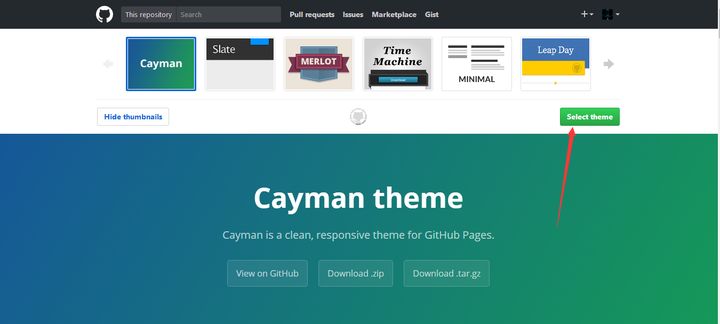 This repository Search Pull requests Issues Marketplace Gist
Cayman Slate MERLOT Time Machine MINIMAL Leap Day
Hide thumbnails Select theme
Cayman theme
Cayman is a clean, responsive theme for GitHub Pages.
View on GitHub Download .zip Download .tar.gz